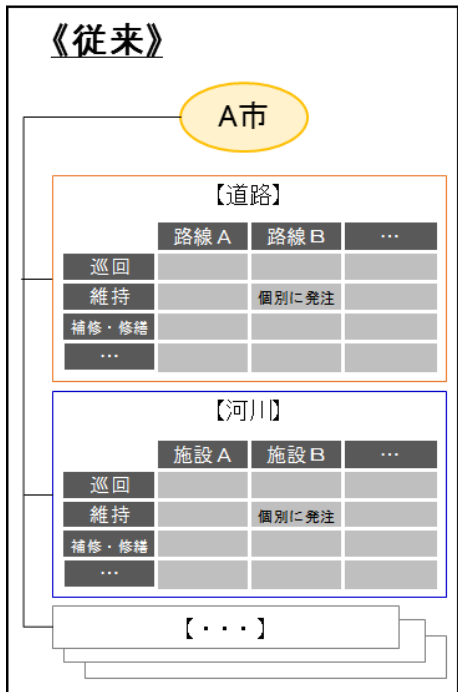 《従来》
A市
【道路】
路線A 路線B …
巡回
維持 個別に発注
補修・修繕
…
【河川】
施設A 施設B …
巡回
維持 個別に発注
補修・修繕
…
【・・・】